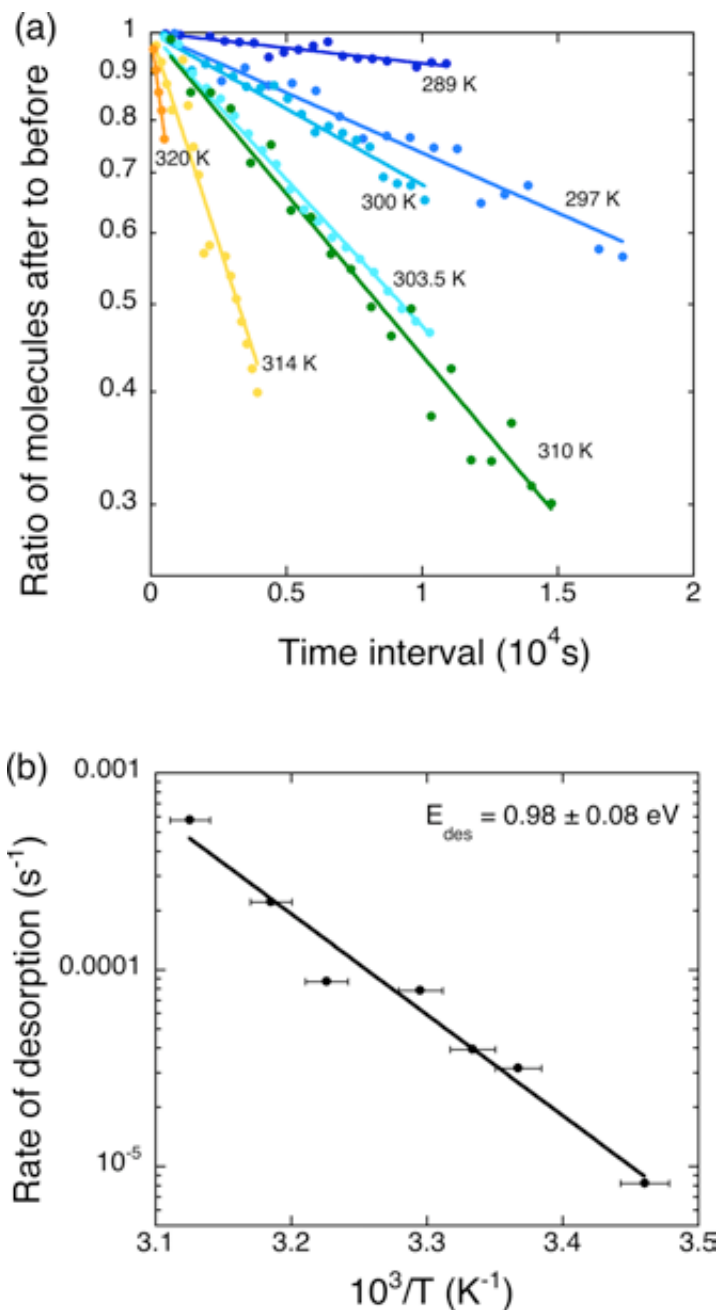 (a)
Ratio of molecules after to before
1
0.9
0.8
0.7
0.6
0.5
0.4
0.3
289 K
320 K
300 K
297 K
303.5 K
314 K
310 K
0 0.5 1 1.5 2
Time interval (10⁴s)
(b)
Rate of desorption (s⁻¹)
0.001
0.0001
10⁻⁵
E_des = 0.98 ± 0.08 eV
3.1 3.2 3.3 3.4 3.5
10³/T (K⁻¹)